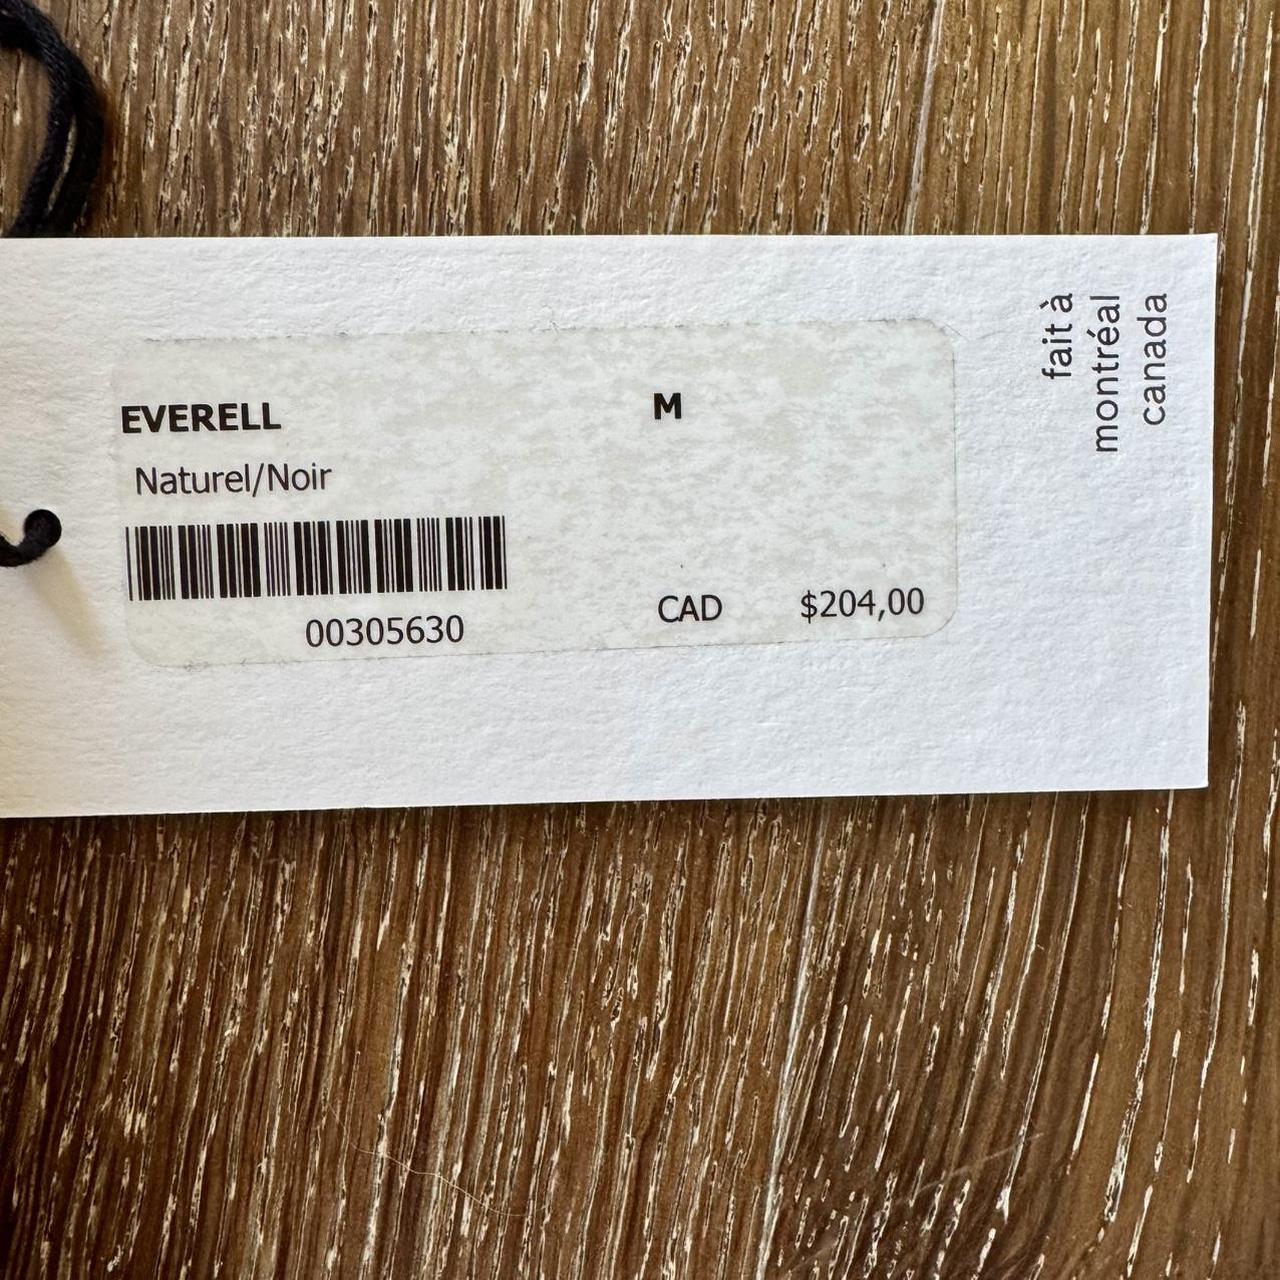 EVERELL M
Naturel/Noir
00305630
CAD $204,00
fait à
montréal
canada